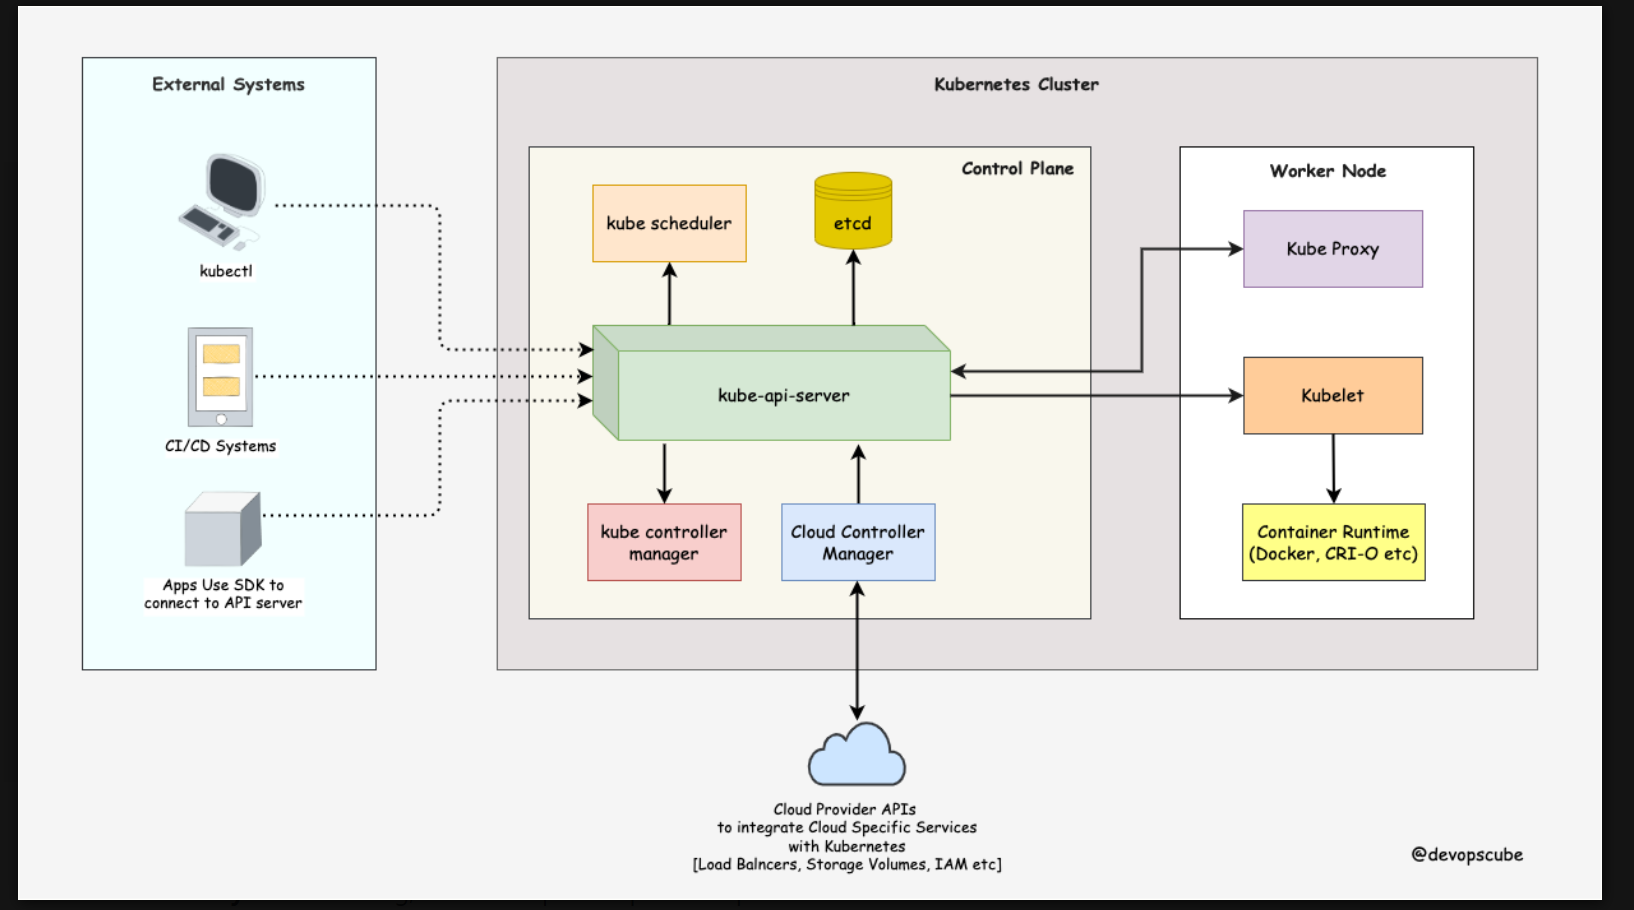 External Systems
kubectl
CI/CD Systems
Apps Use SDK to
connect to API server
Kubernetes Cluster
Control Plane
kube scheduler
etcd
kube-api-server
kube controller
manager
Cloud Controller
Manager
Worker Node
Kube Proxy
Kubelet
Container Runtime
(Docker, CRI-O etc)
Cloud Provider APIs
to integrate Cloud Specific Services
with Kubernetes
[Load Balncers, Storage Volumes, IAM etc]
@devopscube